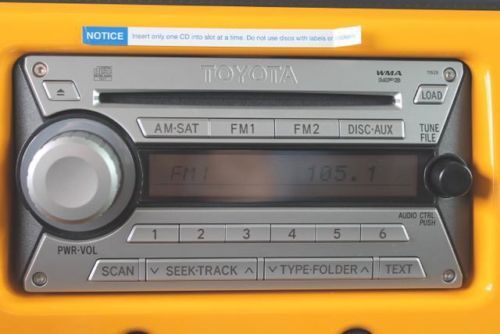 NOTICE Insert only one CD into slot at a time. Do not use discs with labels or
TOYOTA
WMA
MP3
LOAD
AM-SAT FM1 FM2 DISC-AUX
TUNE
FILE
FM1 105.1
AUDIO CTRL
PUSH
1 2 3 4 5 6
PWR-VOL
SCAN ∨ SEEK-TRACK ∧ ∨ TYPE-FOLDER ∧ TEXT